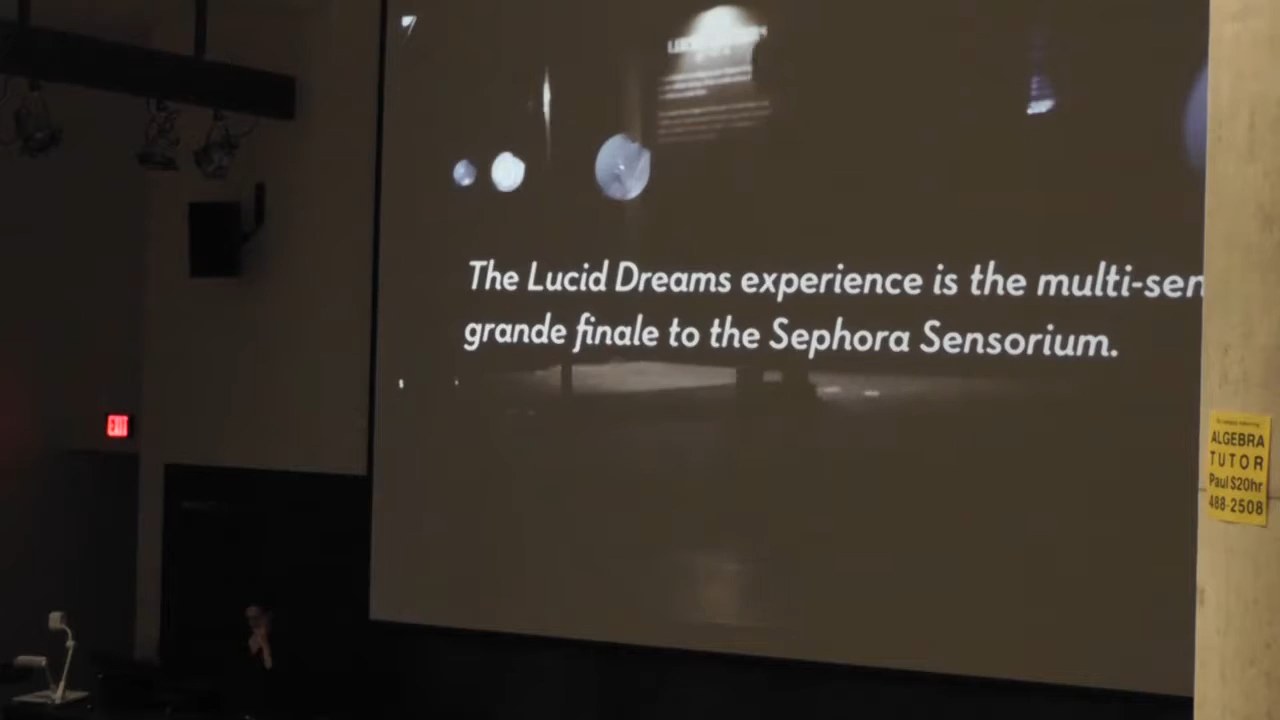 The Lucid Dreams experience is the multi-sen
grande finale to the Sephora Sensorium.
EXIT
ALGEBRA
TUTOR
Paul $20hr
488-2508